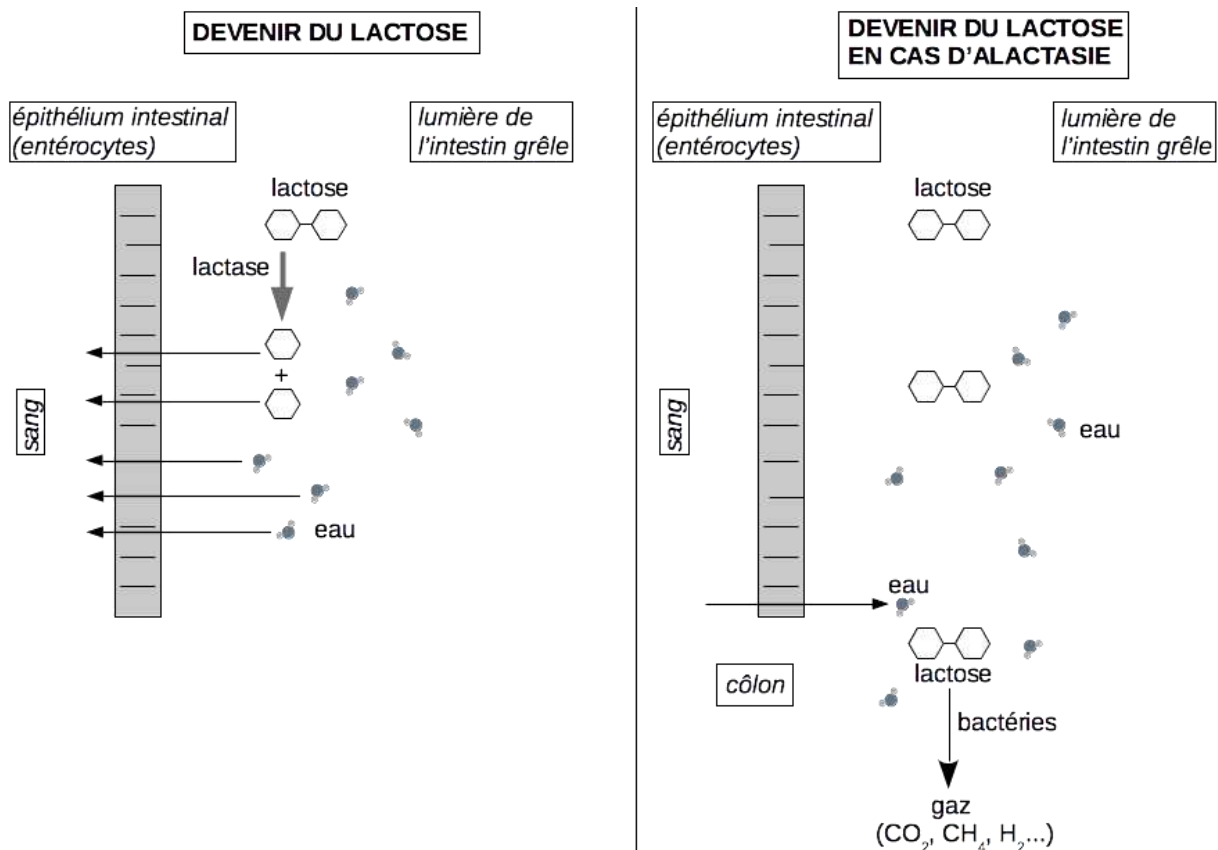 DEVENIR DU LACTOSE
épithélium intestinal
(entérocytes)
lumière de
l'intestin grêle
lactose
lactase
+
sang
eau
DEVENIR DU LACTOSE
EN CAS D'ALACTASIE
épithélium intestinal
(entérocytes)
lumière de
l'intestin grêle
lactose
sang
eau
eau
lactose
côlon
bactéries
gaz
(CO₂, CH₄, H₂...)